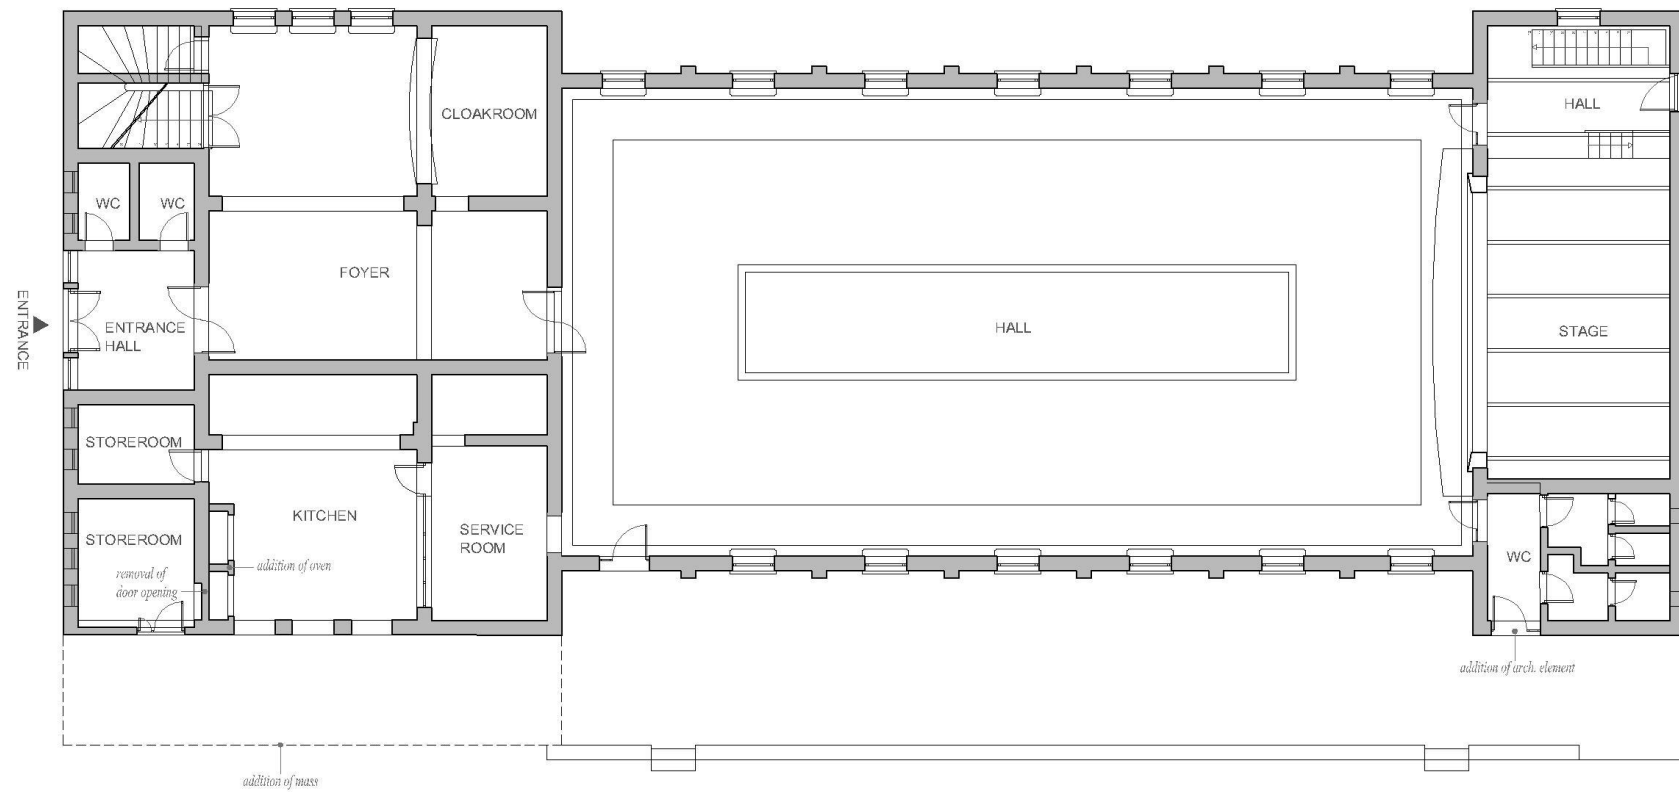 HALL
CLOAKROOM
WC
WC
FOYER
ENTRANCE
ENTRANCE
HALL
HALL
STAGE
STOREROOM
KITCHEN
STOREROOM
SERVICE
ROOM
WC
addition of oven
removal of
door opening
addition of arch. element
addition of mass